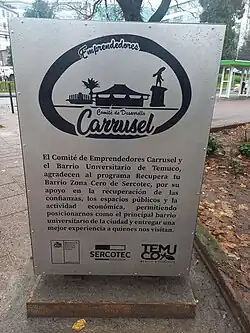 Emprendedores
Comité de Desarrollo
Carrusel
El Comité de Emprendedores Carrusel y
el Barrio Universitario de Temuco,
agradecen al programa Recupera tu
Barrio Zona Cero de Sercotec, por su
apoyo en la recuperación de las
confianzas, los espacios públicos y la
actividad económica, permitiendo
posicionarnos como el principal barrio
universitario de la ciudad y entregar una
mejor experiencia a quienes nos visitan.
SERCOTEC
TEMUCO